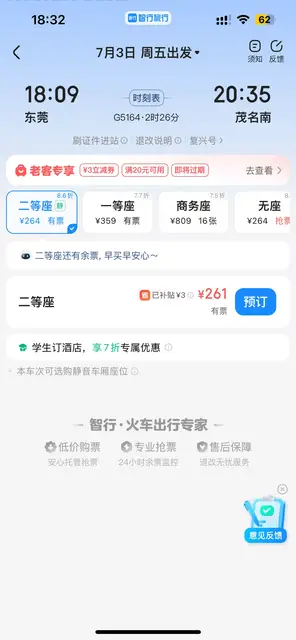 18:32
智行旅行
62
7月3日 周五出发
须知
反馈
18:09
时刻表
20:35
东莞
G5164·2时26分
茂名南
刷证件进站
退改说明
复兴号
老客专享
¥3立减券
满20元可用
即将过期
去查看
8.6折
二等座
静
¥264 有票
7.7折
一等座
¥359 有票
7.5折
商务座
¥809 16张
无座
¥264 抢票
二等座还有余票, 早买早安心~
二等座
已补贴¥3
¥261
有票
预订
学生订酒店，享7折专属优惠
本车次可选购静音车厢座位
智行·火车出行专家
低价购票
专业抢票
售后保障
安心托管抢票
24小时余票监控
退改无忧服务
意见反馈